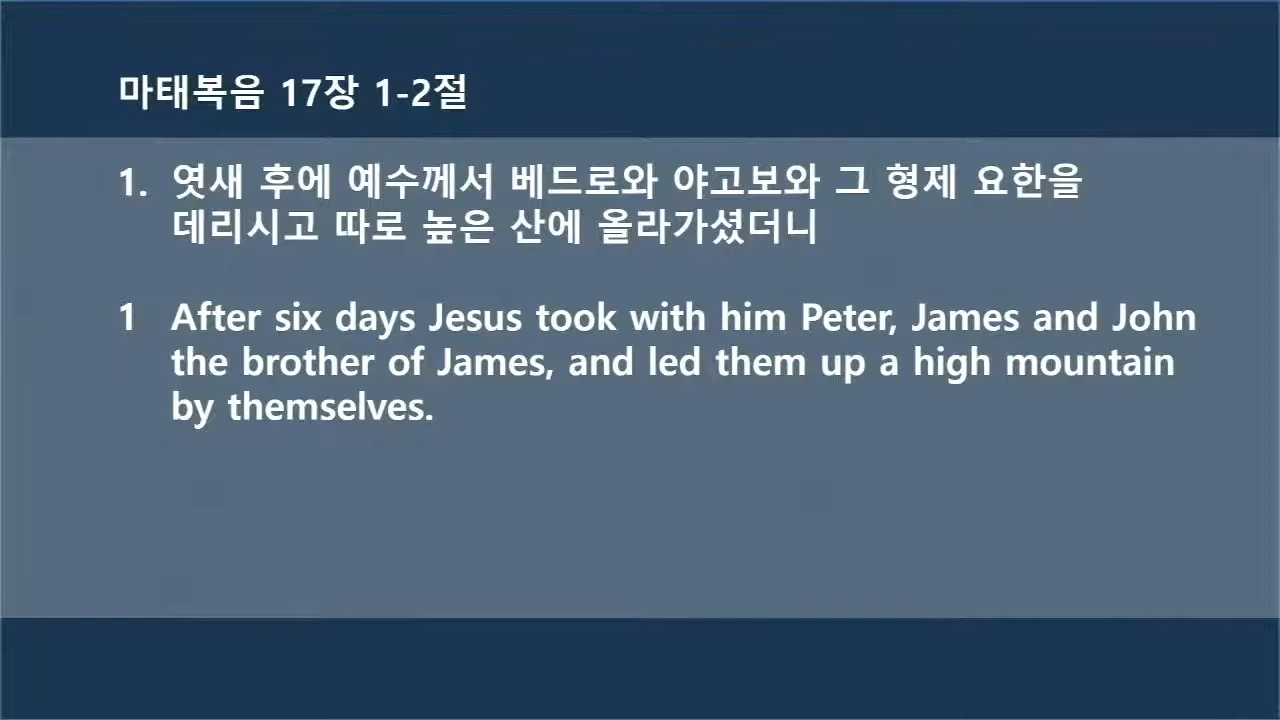 마태복음 17장 1-2절
1. 엿새 후에 예수께서 베드로와 야고보와 그 형제 요한을
데리시고 따로 높은 산에 올라가셨더니
1 After six days Jesus took with him Peter, James and John
the brother of James, and led them up a high mountain
by themselves.